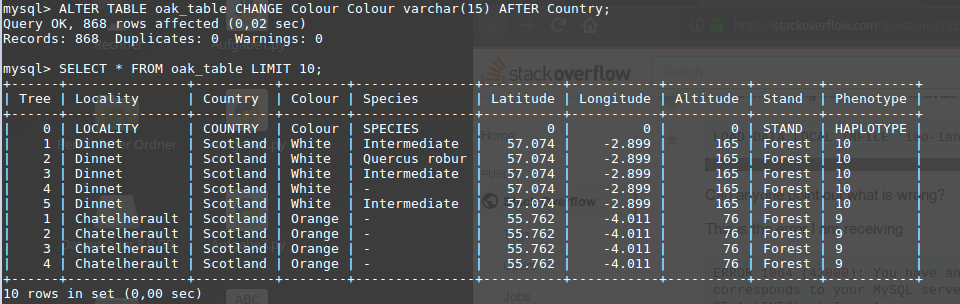 mysql> ALTER TABLE oak_table CHANGE Colour Colour varchar(15) AFTER Country;
Query OK, 868 rows affected (0,02 sec)
Records: 868  Duplicates: 0  Warnings: 0
mysql> SELECT * FROM oak_table LIMIT 10;
+------+--------------+----------+--------+---------------+----------+-----------+----------+--------+-----------+
| Tree | Locality     | Country  | Colour | Species       | Latitude | Longitude | Altitude | Stand  | Phenotype |
+------+--------------+----------+--------+---------------+----------+-----------+----------+--------+-----------+
|    0 | LOCALITY     | COUNTRY  | Colour | SPECIES       |        0 |         0 |        0 | STAND  | HAPLOTYPE |
|    1 | Dinnet       | Scotland | White  | Intermediate  |   57.074 |    -2.899 |      165 | Forest | 10        |
|    2 | Dinnet       | Scotland | White  | Quercus robur |   57.074 |    -2.899 |      165 | Forest | 10        |
|    3 | Dinnet       | Scotland | White  | Intermediate  |   57.074 |    -2.899 |      165 | Forest | 10        |
|    4 | Dinnet       | Scotland | White  | -             |   57.074 |    -2.899 |      165 | Forest | 10        |
|    5 | Dinnet       | Scotland | White  | Intermediate  |   57.074 |    -2.899 |      165 | Forest | 10        |
|    1 | Chatelherault | Scotland | Orange | -             |   55.762 |    -4.011 |       76 | Forest | 9         |
|    2 | Chatelherault | Scotland | Orange | -             |   55.762 |    -4.011 |       76 | Forest | 9         |
|    3 | Chatelherault | Scotland | Orange | -             |   55.762 |    -4.011 |       76 | Forest | 9         |
|    4 | Chatelherault | Scotland | Orange | -             |   55.762 |    -4.011 |       76 | Forest | 9         |
+------+--------------+----------+--------+---------------+----------+-----------+----------+--------+-----------+
10 rows in set (0,00 sec)
Rechner
stackoverflow
Home
what is wrong?
receiving
Jobs